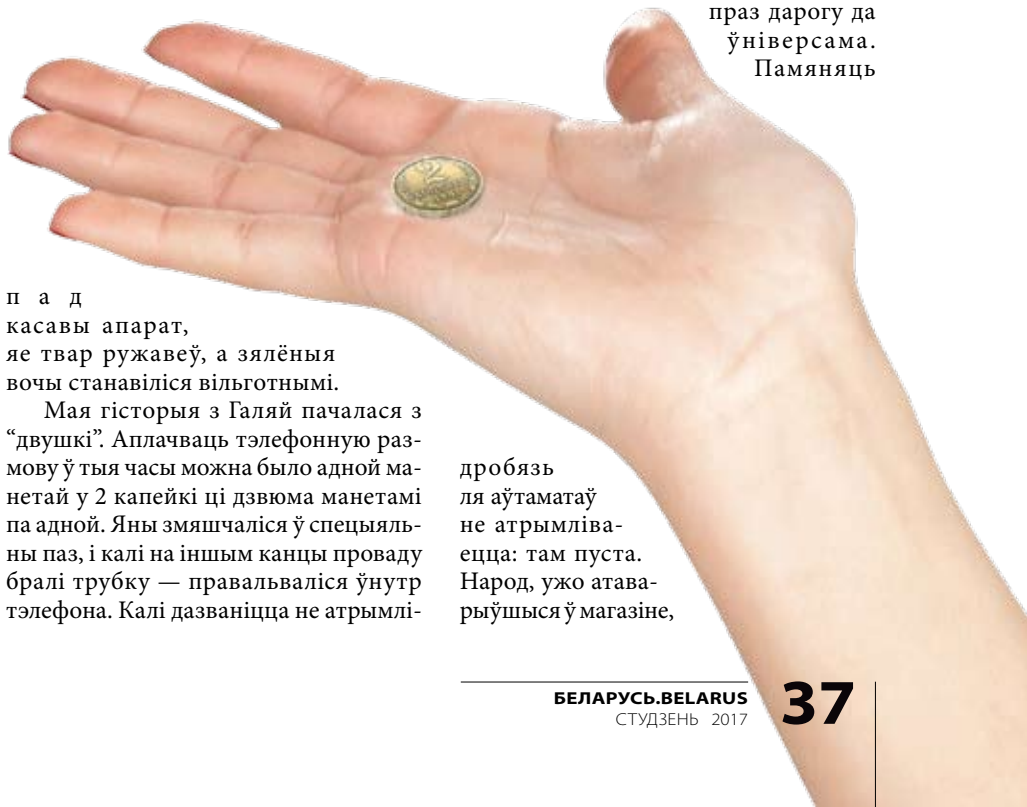 2
п а д
касавы апарат,
яе твар ружавеў, а зялёныя
вочы станавіліся вільготнымі.
Мая гісторыя з Галяй пачалася з
“двушкі”. Аплачваць тэлефонную раз-
мову ў тыя часы можна было адной ма-
нетай у 2 капейкі ці дзвюма манетамі
па адной. Яны змяшчаліся ў спецыяль-
ны паз, і калі на іншым канцы проваду
бралі трубку — правальваліся ўнутр
тэлефона. Калі дазваніцца не атрымлі-
праз дарогу да
ўніверсама.
Памяняць
дробязь
ля аўтаматаў
не атрымліва-
ецца: там пуста.
Народ, ужо атава-
рыўшыся ў магазіне,
БЕЛАРУСЬ.BELARUS
СТУДЗЕНЬ 2017
37